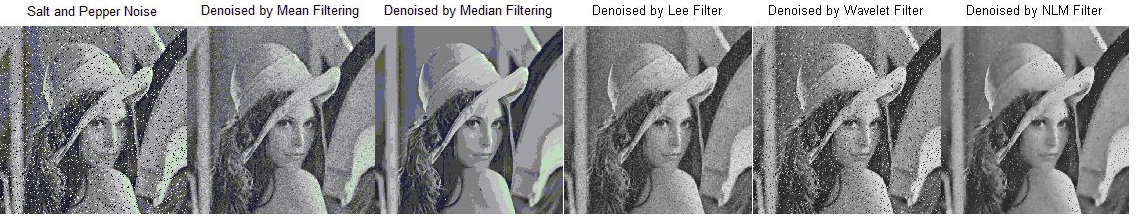 Salt and Pepper Noise
Denoised by Mean Filtering
Denoised by Median Filtering
Denoised by Lee Filter
Denoised by Wavelet Filter
Denoised by NLM Filter